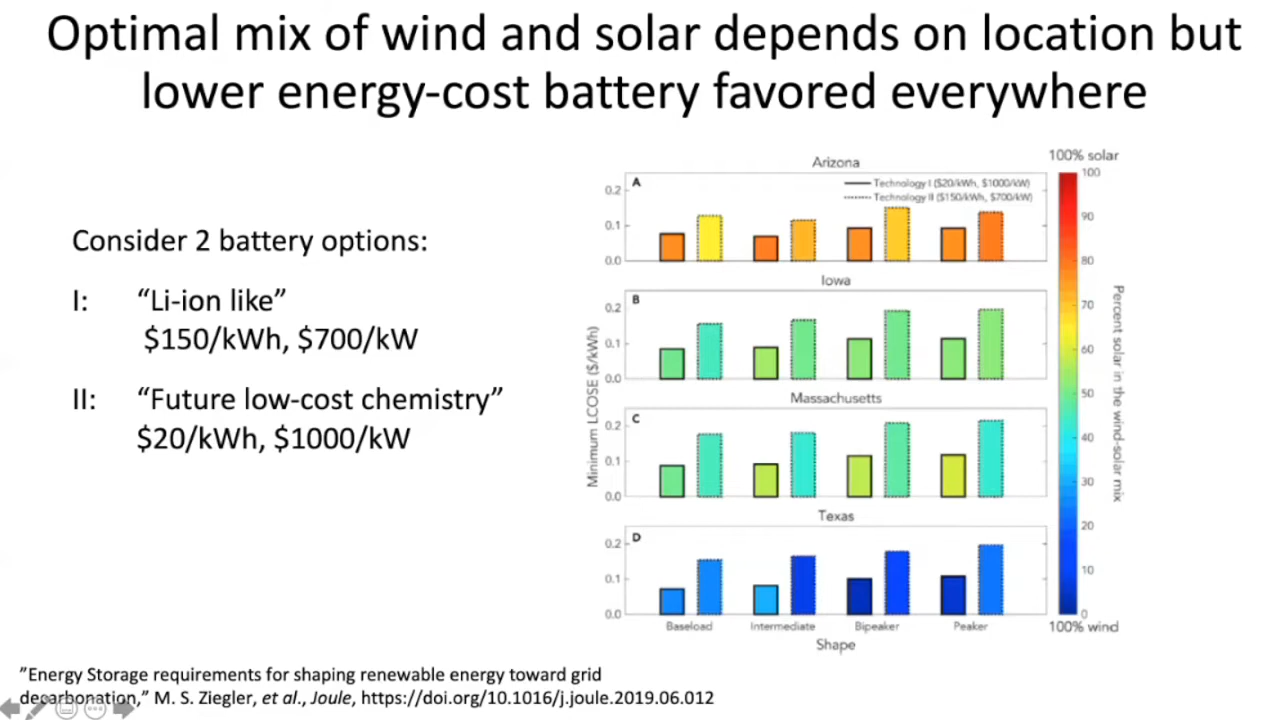 Optimal mix of wind and solar depends on location but
lower energy-cost battery favored everywhere
Consider 2 battery options:
I: “Li-ion like”
$150/kWh, $700/kW
II: “Future low-cost chemistry”
$20/kWh, $1000/kW
100% solar
Arizona
A
Technology I ($20/kWh, $1000/kW)
Technology II ($150/kWh, $700/kW)
0.2
0.1
0.0
Iowa
B
0.2
0.1
0.0
Massachusetts
C
0.2
0.1
0.0
Texas
D
0.2
0.1
0.0
Minimum LCOSE ($/kWh)
Baseload Intermediate Bipeaker Peaker
Shape
100
90
80
70
60
50
40
30
20
10
0
100% wind
Percent solar in the wind-solar mix
”Energy Storage requirements for shaping renewable energy toward grid
decarbonation,” M. S. Ziegler, et al., Joule, https://doi.org/10.1016/j.joule.2019.06.012